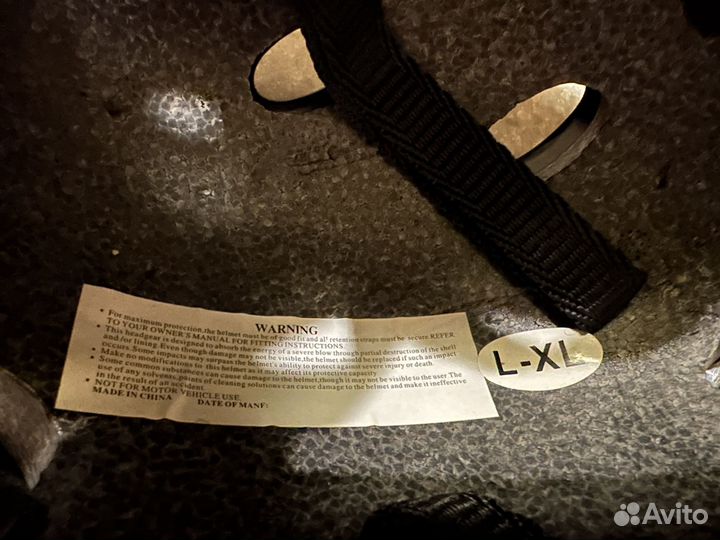 WARNING
• For maximum protection,the helmet must be of good fit and all retention straps must be secure. REFER
TO YOUR OWNER'S MANUAL FOR FITTING INSTRUCTIONS.
• This headgear is designed to absorb the energy of a severe blow through partial destruction of the shell
and /or liting. Even though damage may not be visible,the helmet should be replaced if such an impact
occurs. Some impacts may surpass the helmet's ability to protect against severe injury or death.
• Make no modifications to this helmet as it may affect its protective capacity
• Some of common substances can cause damage to the helmet,though it may not be visible to the user The
use of any solvents, points of cleaning solutions can cause damage to the helmet and make it ineffective
in the result of an accident.
• NOT FOR MOTOR VEHICLE USE.
MADE IN CHINA DATE OF MANF:
L-XL
Avito